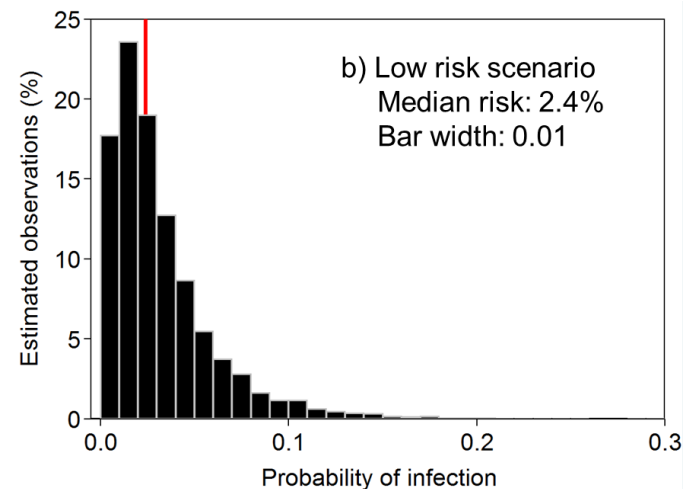 25
20
15
10
5
0
Estimated observations (%)
b) Low risk scenario
Median risk: 2.4%
Bar width: 0.01
0.0 0.1 0.2 0.3
Probability of infection